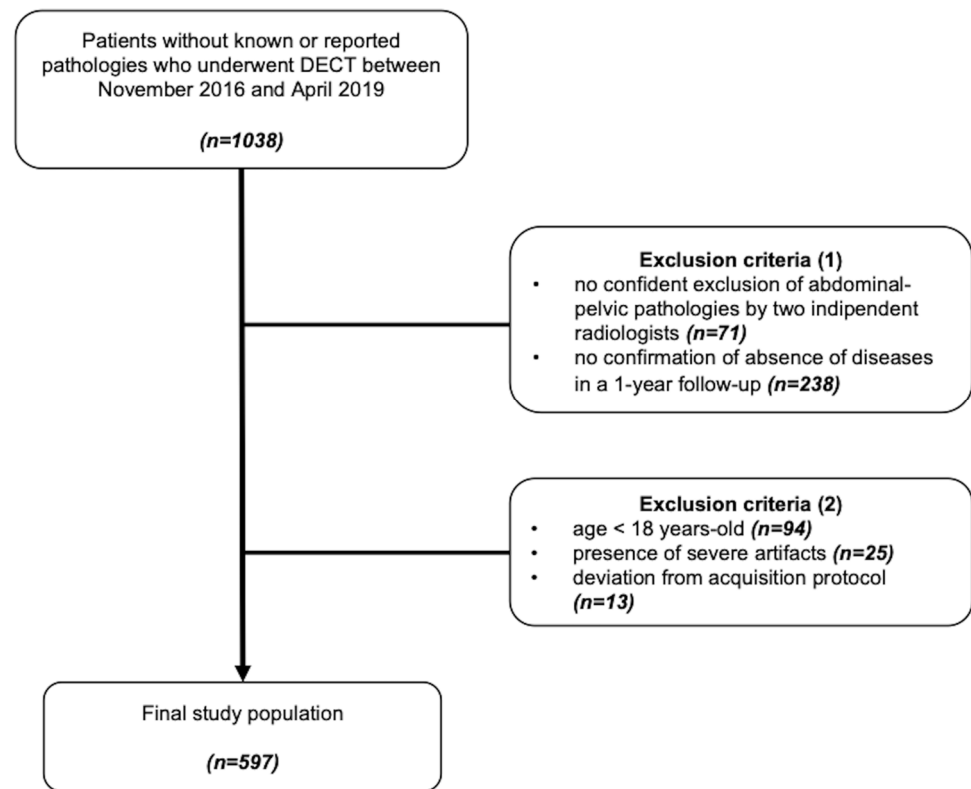 Patients without known or reported
pathologies who underwent DECT between
November 2016 and April 2019
(n=1038)
Exclusion criteria (1)
• no confident exclusion of abdominal-
pelvic pathologies by two indipendent
radiologists (n=71)
• no confirmation of absence of diseases
in a 1-year follow-up (n=238)
Exclusion criteria (2)
• age < 18 years-old (n=94)
• presence of severe artifacts (n=25)
• deviation from acquisition protocol
(n=13)
Final study population
(n=597)